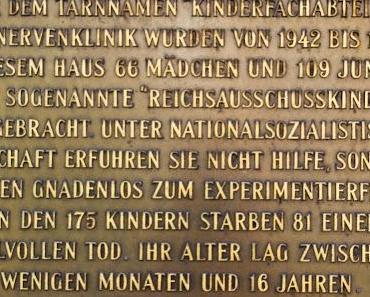 DEM TARNNAMEN "KINDERFACHABTEIL
NERVENKLINIK WURDEN VON 1942 BIS 1
ESEM HAUS 66 MÄDCHEN UND 109 JUN
SOGENANNTE "REICHSAUSSCHUSSKIND
GEBRACHT. UNTER NATIONALSOZIALISTIS
CHAFT ERFUHREN SIE NICHT HILFE, SON
EN GNADENLOS ZUM EXPERIMENTIERF
N DEN 175 KINDERN STARBEN 81 EINEN
LVOLLEN TOD. IHR ALTER LAG ZWISCH
WENIGEN MONATEN UND 16 JAHREN.